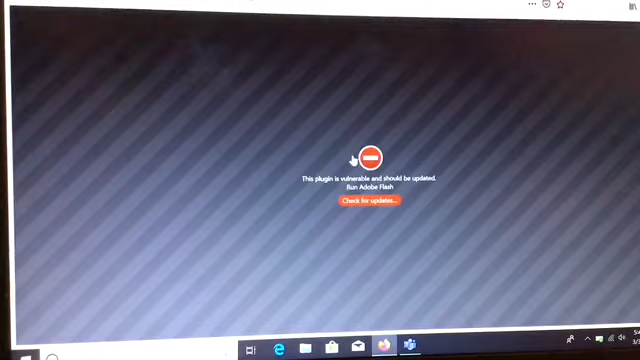 This plugin is vulnerable and should be updated.
Run Adobe Flash
Check for updates...